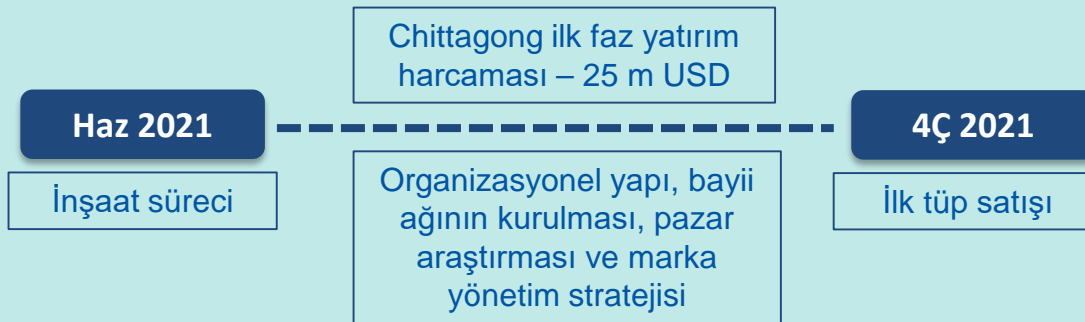 Chittagong ilk faz yatırım
harcaması – 25 m USD
Haz 2021
4Ç 2021
İnşaat süreci
Organizasyonel yapı, bayii
ağının kurulması, pazar
araştırması ve marka
yönetim stratejisi
İlk tüp satışı